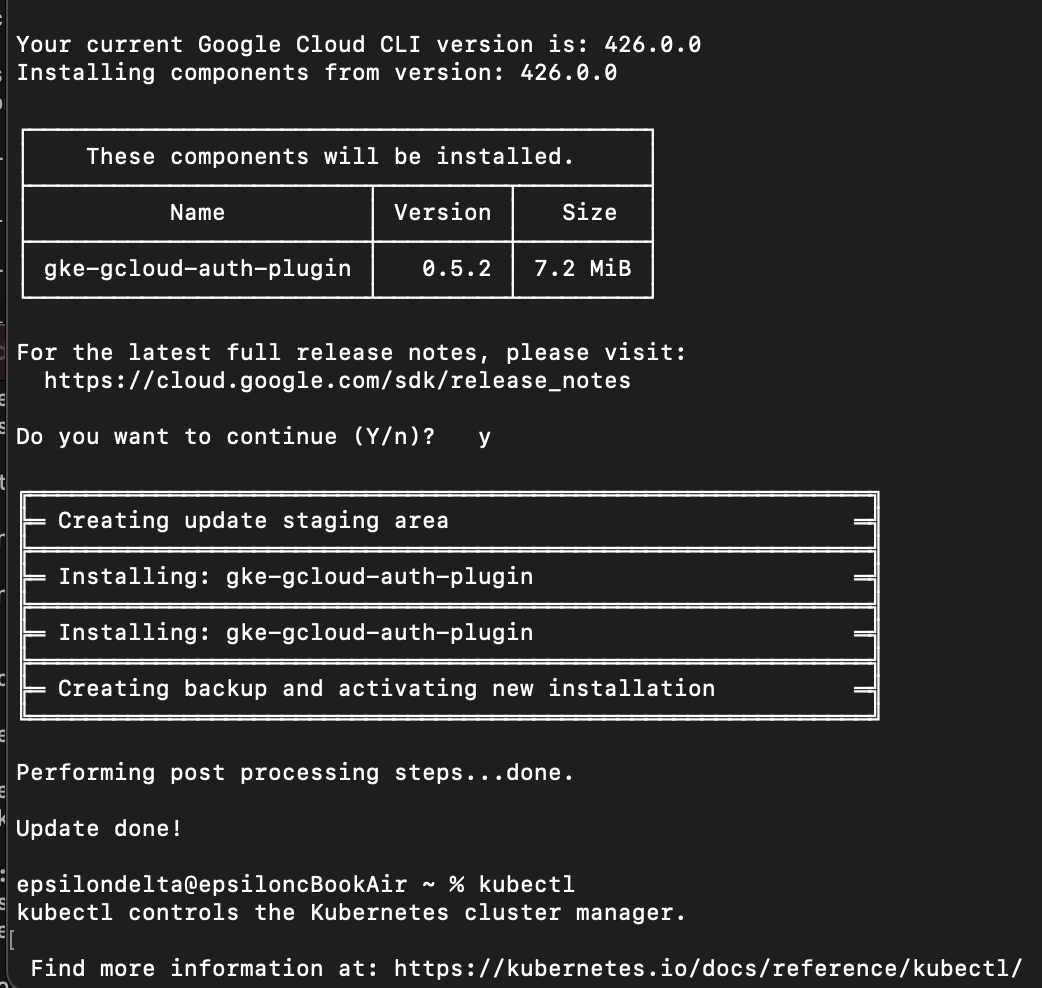 Your current Google Cloud CLI version is: 426.0.0
Installing components from version: 426.0.0
These components will be installed.
Name Version Size
gke-gcloud-auth-plugin 0.5.2 7.2 MiB
For the latest full release notes, please visit:
https://cloud.google.com/sdk/release_notes
Do you want to continue (Y/n)? y
Creating update staging area
Installing: gke-gcloud-auth-plugin
Installing: gke-gcloud-auth-plugin
Creating backup and activating new installation
Performing post processing steps...done.
Update done!
epsilondelta@epsiloncBookAir ~ % kubectl
kubectl controls the Kubernetes cluster manager.
Find more information at: https://kubernetes.io/docs/reference/kubectl/